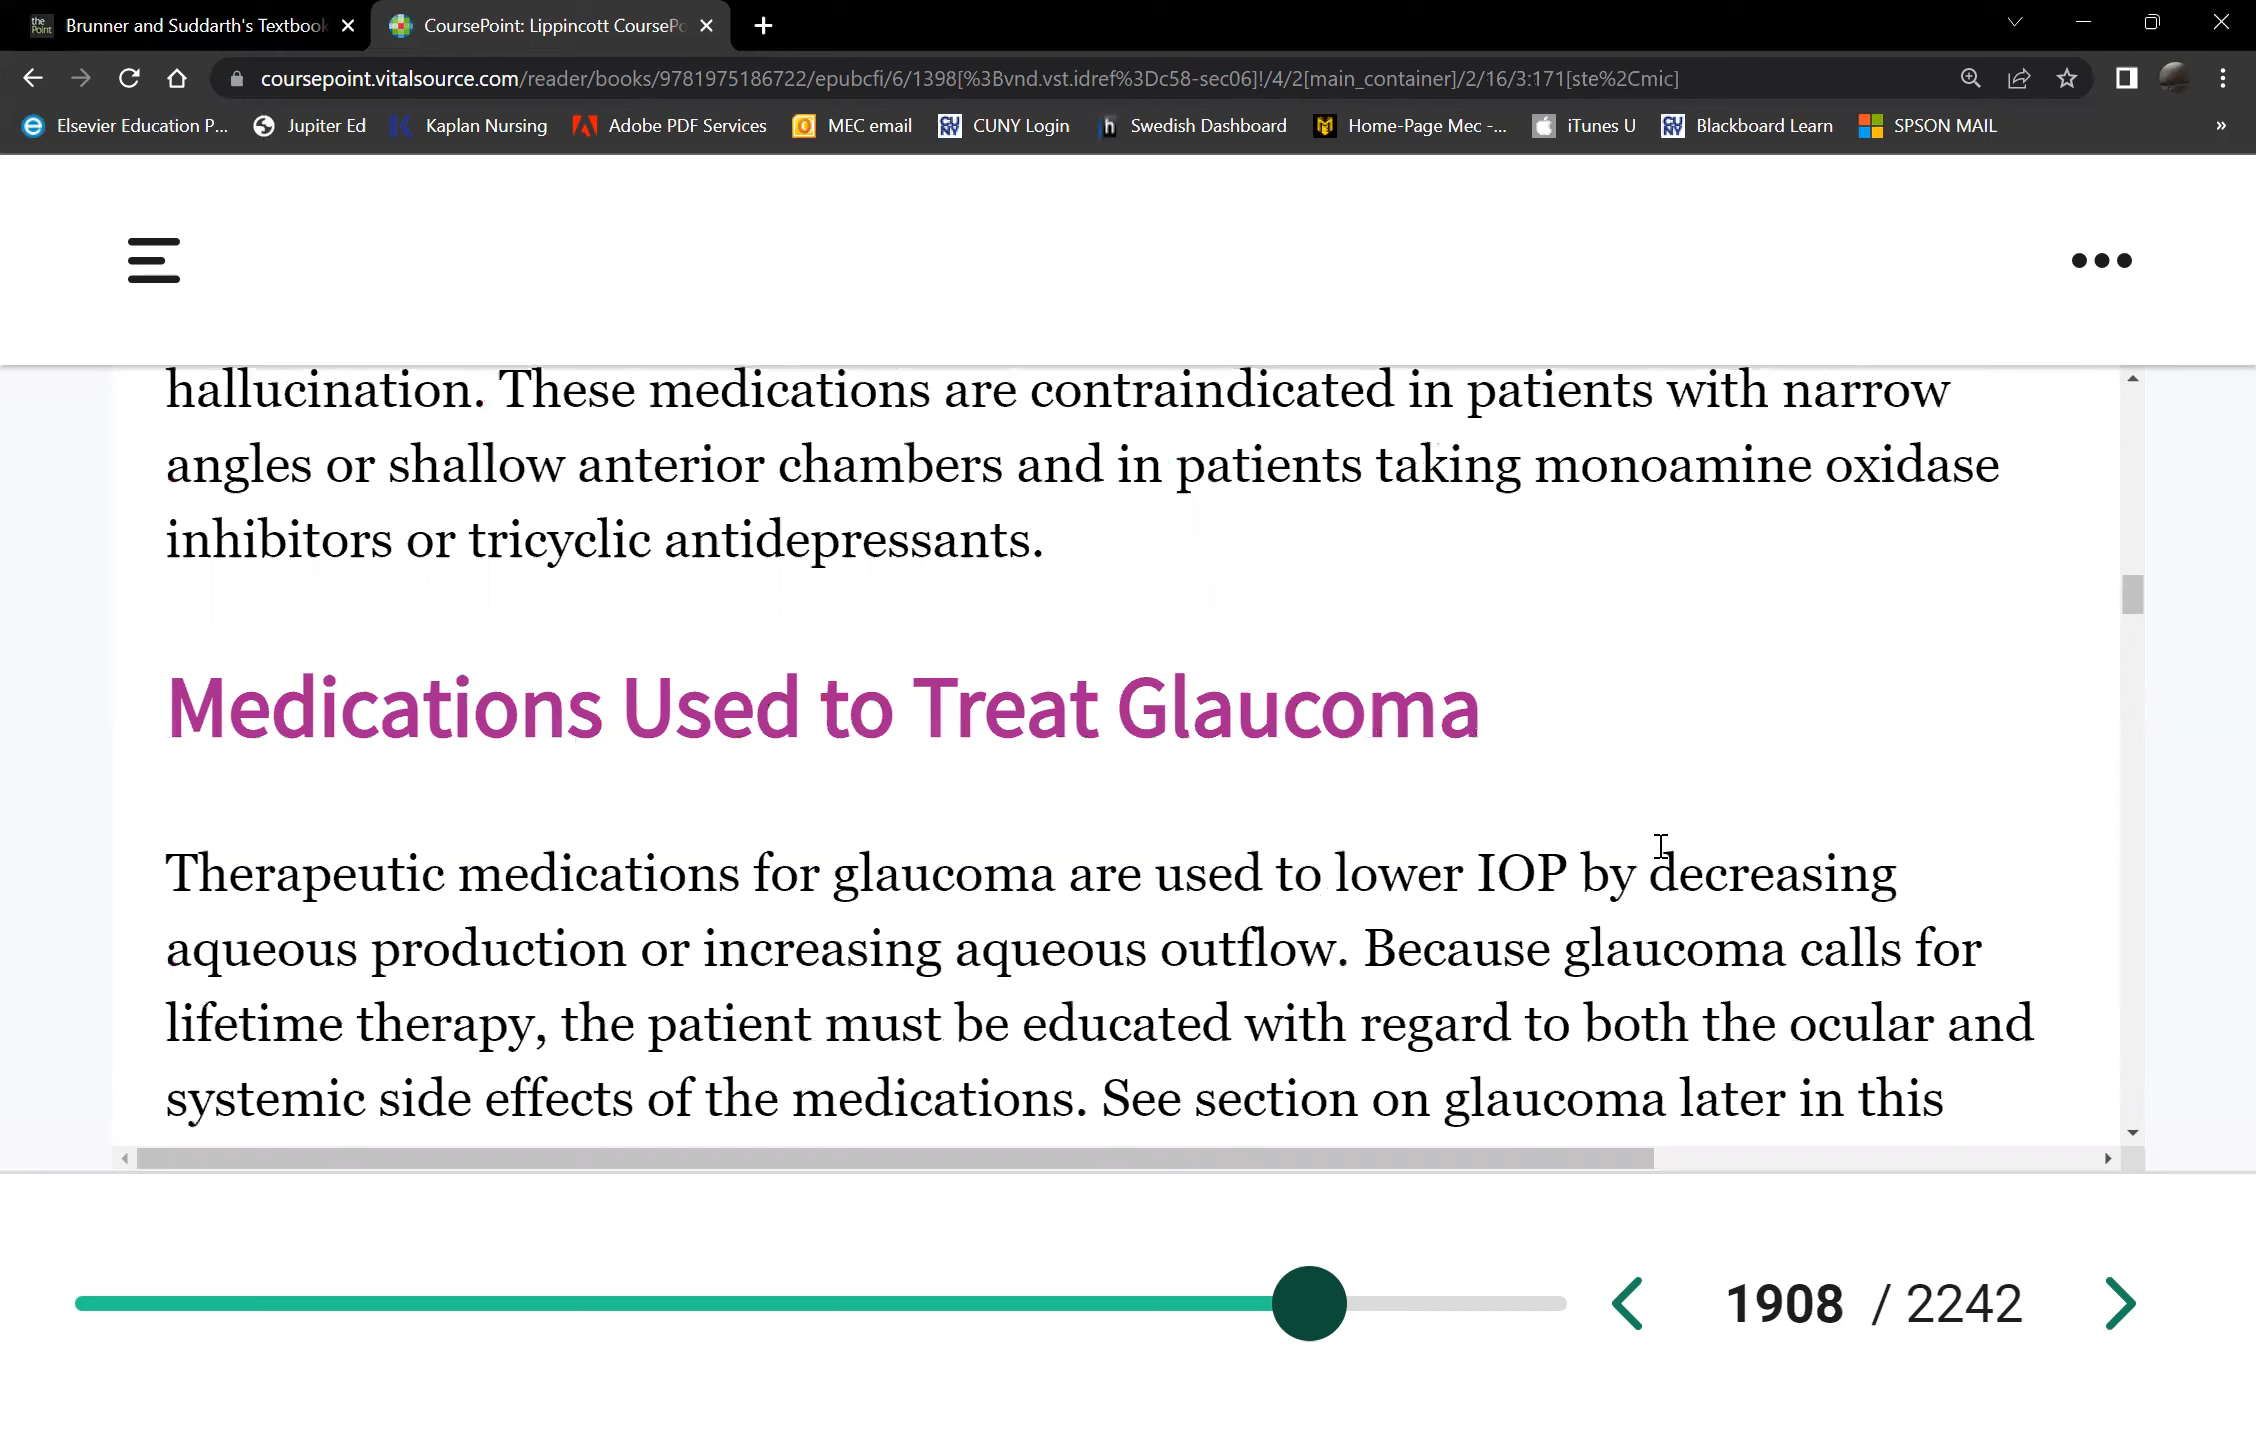 the Point
Brunner and Suddarth's Textbook
CoursePoint: Lippincott CoursePo
coursepoint.vitalsource.com/reader/books/9781975186722/epubcfi/6/1398[%3Bvnd.vst.idref%3Dc58-sec06]!/4/2[main_container]/2/16/3:171[ste%2Cmic]
Elsevier Education P... Jupiter Ed Kaplan Nursing Adobe PDF Services MEC email CUNY Login Swedish Dashboard Home-Page Mec -... iTunes U Blackboard Learn SPSON MAIL »
hallucination. These medications are contraindicated in patients with narrow
angles or shallow anterior chambers and in patients taking monoamine oxidase
inhibitors or tricyclic antidepressants.
Medications Used to Treat Glaucoma
Therapeutic medications for glaucoma are used to lower IOP by decreasing
aqueous production or increasing aqueous outflow. Because glaucoma calls for
lifetime therapy, the patient must be educated with regard to both the ocular and
systemic side effects of the medications. See section on glaucoma later in this
1908 / 2242